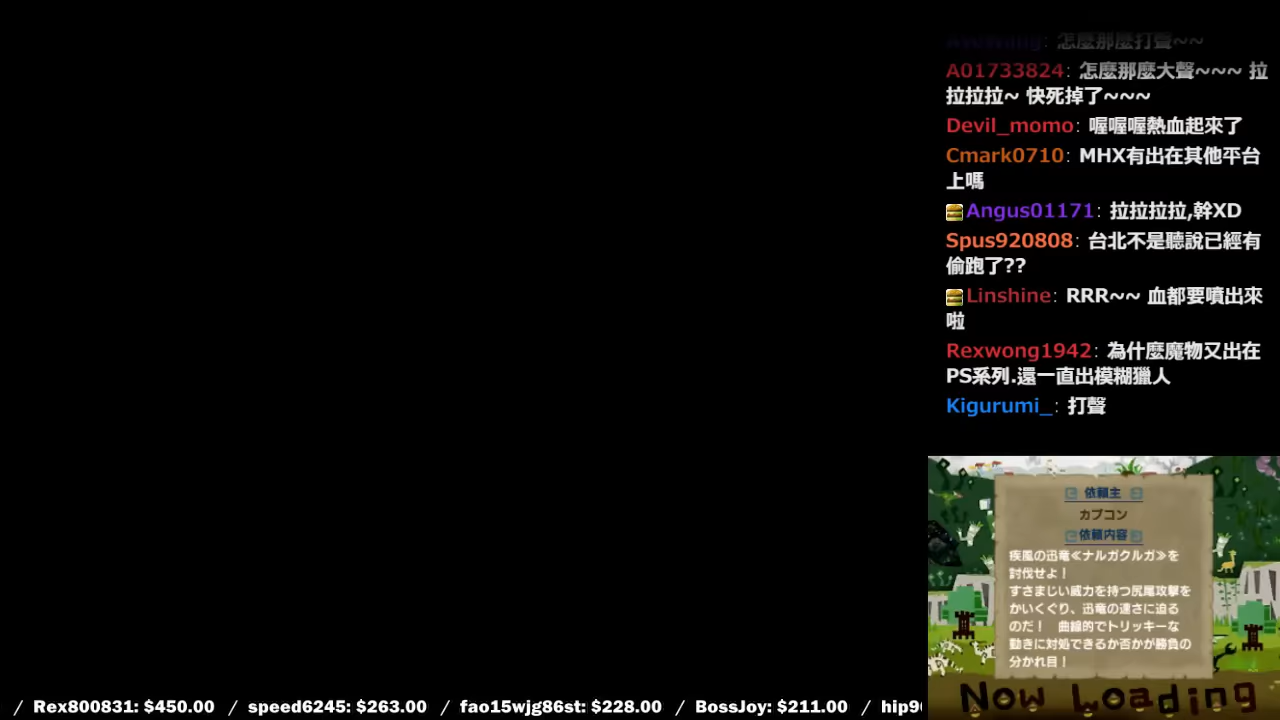 怎麼那麼打聲~~
A01733824: 怎麼那麼大聲~~~ 拉
拉拉拉~ 快死掉了~~~
Devil_momo: 喔喔喔熱血起來了
Cmark0710: MHX有出在其他平台
上嗎
Angus01171: 拉拉拉拉,幹XD
Spus920808: 台北不是聽說已經有
偷跑了??
Linshine: RRR~~ 血都要噴出來
啦
Rexwong1942: 為什麼魔物又出在
PS系列.還一直出模糊獵人
Kigurumi_: 打聲
依頼主
カプコン
依頼内容
疾風の迅竜≪ナルガクルガ≫を
討伐せよ！
すさまじい威力を持つ尻尾攻撃を
かいくぐり、迅竜の速さに迫る
のだ！ 曲線的でトリッキーな
動きに対処できるか否かが勝負の
分かれ目！
Now Loading
/ Rex800831: $450.00 / speed6245: $263.00 / fao15wjg86st: $228.00 / BossJoy: $211.00 / hip9